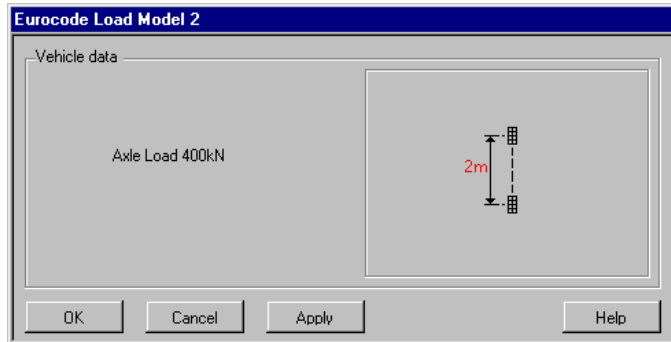 Eurocode Load Model 2
Vehicle data
Axle Load 400kN
2m
OK
Cancel
Apply
Help